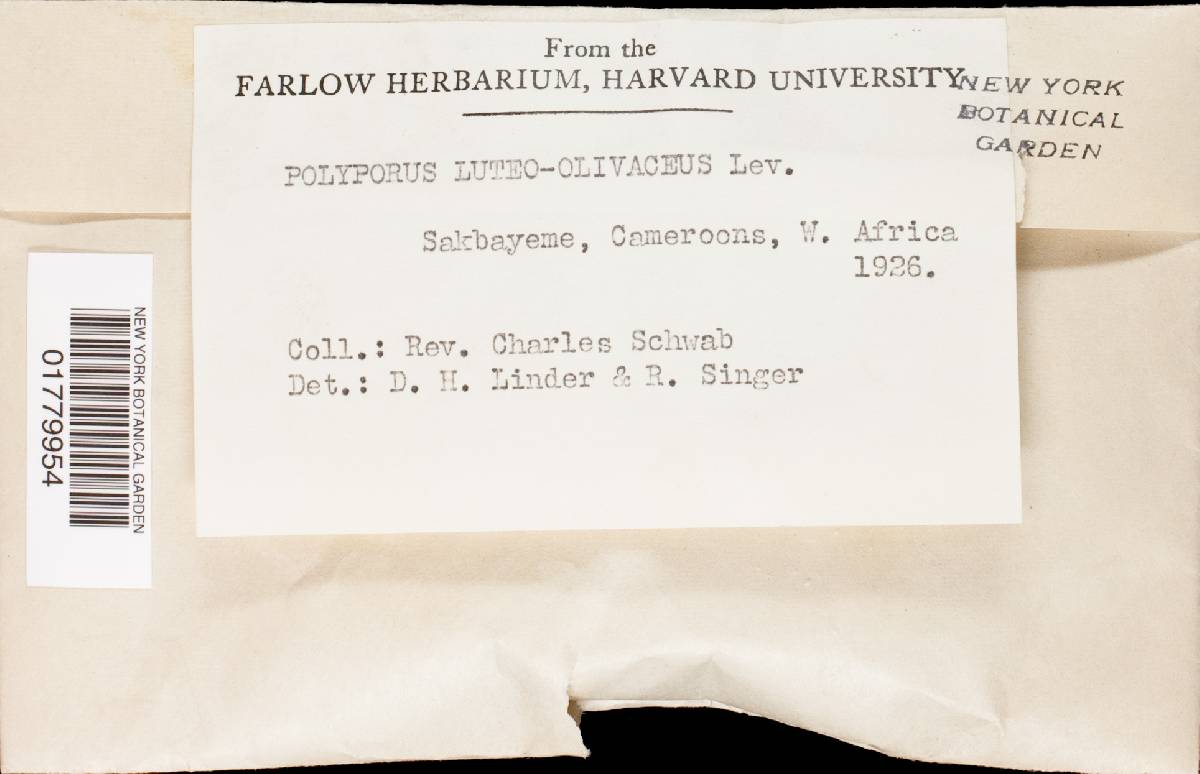 From the
FARLOW HERBARIUM, HARVARD UNIVERSITY
NEW YORK
BOTANICAL
GARDEN
POLYPORUS LUTEO-OLIVACEUS Lev.
Sakbayeme, Cameroons, W. Africa
1926.
Coll.: Rev. Charles Schwab
Det.: D. H. Linder & R. Singer
NEW YORK BOTANICAL GARDEN
01779954